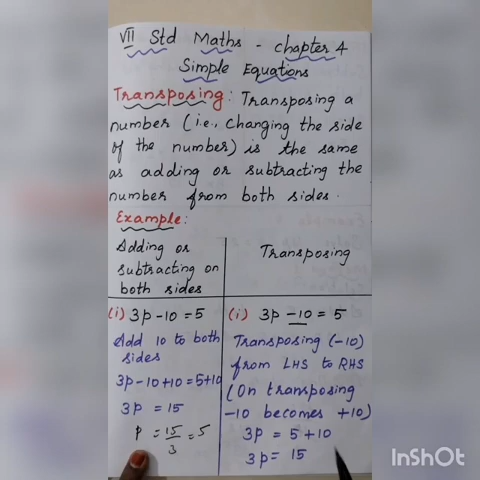 VII Std Maths - chapter 4
Simple Equations
Transposing: Transposing a
number (i.e., changing the side
of the number) is the same
as adding or subtracting the
number from both sides.
Example:
Adding or
subtracting on
both sides
(i) 3p - 10 = 5
Add 10 to both
sides
3p - 10 + 10 = 5 + 10
3p = 15
p = 15/3 = 5
Transposing
(i) 3p - 10 = 5
Transposing (-10)
from LHS to RHS
(On transposing
-10 becomes +10)
3p = 5 + 10
3p = 15
InShOt